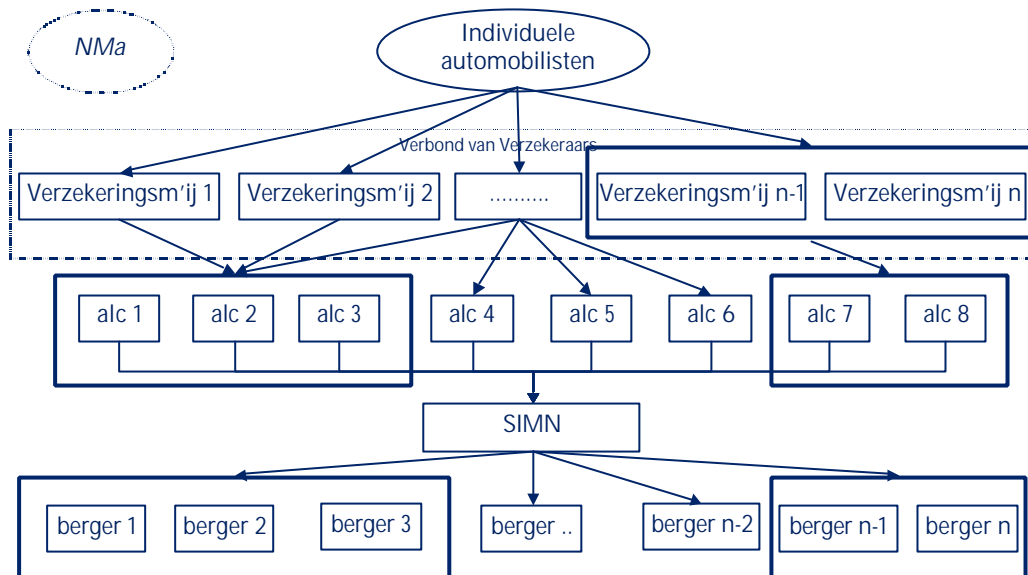 NMa
Individuele
automobilisten
Verbond van Verzekeraars
Verzekeringsm'ij 1
Verzekeringsm'ij 2
..........
Verzekeringsm'ij n-1
Verzekeringsm'ij n
alc 1
alc 2
alc 3
alc 4
alc 5
alc 6
alc 7
alc 8
SIMN
berger 1
berger 2
berger 3
berger ..
berger n-2
berger n-1
berger n